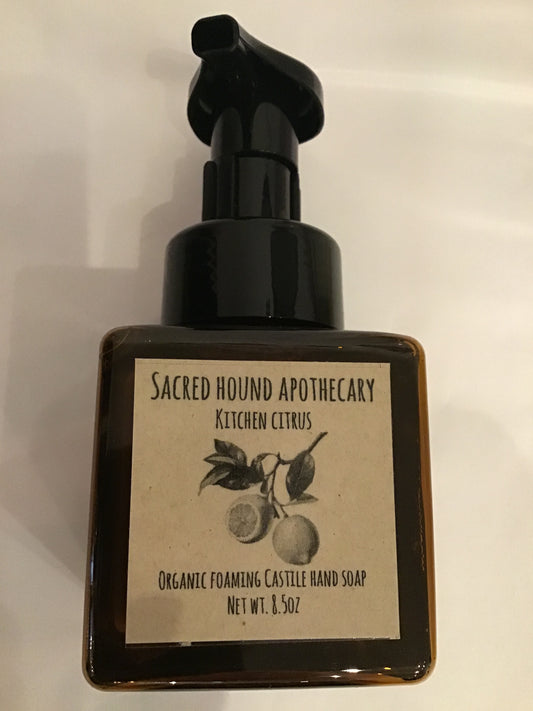 Sacred hound apothecary
Kitchen citrus
Organic foaming Castile hand soap
Net wt. 8.5oz